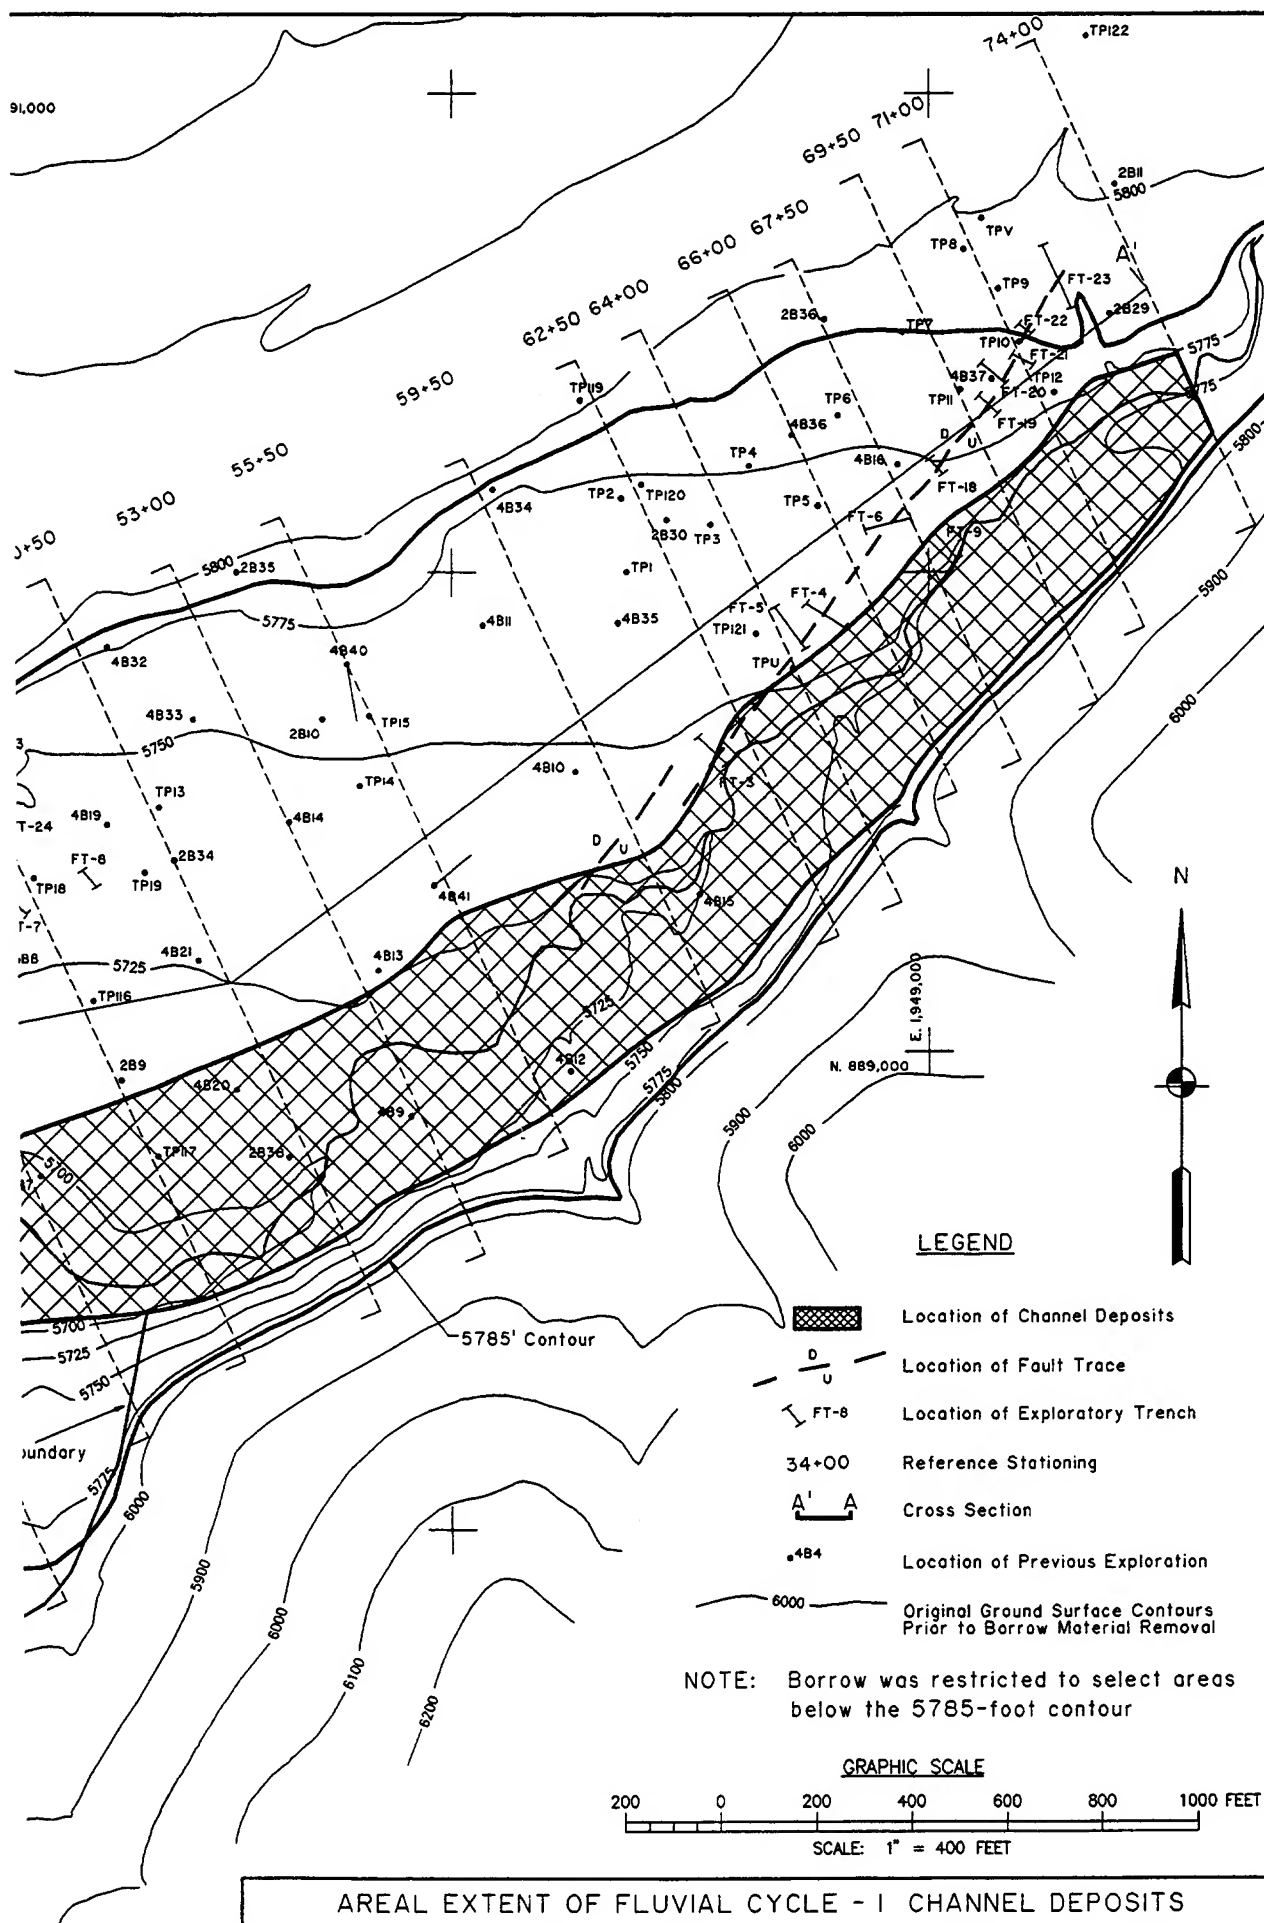 74+00
TP122
91,000
71+00
69+50
67+50
66+00
64+00
62+50
59+50
55+50
53+00
2B11
5800
TPV
TP8
A'
TP9
FT-23
2B36
TP7
FT-22
2B29
TP10
FT-21
5775
4B37
TP12
5775
TP11
FT-20
TP119
TP6
FT-19
4B36
D
U
5800
TP4
4B16
FT-18
4B34
TP2
TP120
TP5
FT-6
2B30
TP3
FT-9
5800
2B35
TP1
5900
5775
4B11
4B35
FT-5
FT-4
TP121
4B32
4B40
TPU
6000
4B33
TP15
2B10
5750
4B10
FT-3
TP14
TP13
4B19
T-24
4B14
D
U
FT-8
2B34
TP18
TP19
4B41
4B15
N
T-7
4B13
4B21
5725
TP116
5725
E. 1,949,000
4B12
5750
N. 889,000
2B9
5775
4B20
5800
4B9
5900
6000
TP117
2B38
5700
LEGEND
Location of Channel Deposits
5700
5785' Contour
5725
D
U
Location of Fault Trace
5750
FT-8
Location of Exploratory Trench
34+00
Reference Stationing
5775
6000
A' A
Cross Section
4B4
Location of Previous Exploration
5900
6000
6000
Original Ground Surface Contours
Prior to Borrow Material Removal
6100
6200
NOTE: Borrow was restricted to select areas
below the 5785-foot contour
GRAPHIC SCALE
200 0 200 400 600 800 1000 FEET
SCALE: 1" = 400 FEET
AREAL EXTENT OF FLUVIAL CYCLE - I CHANNEL DEPOSITS